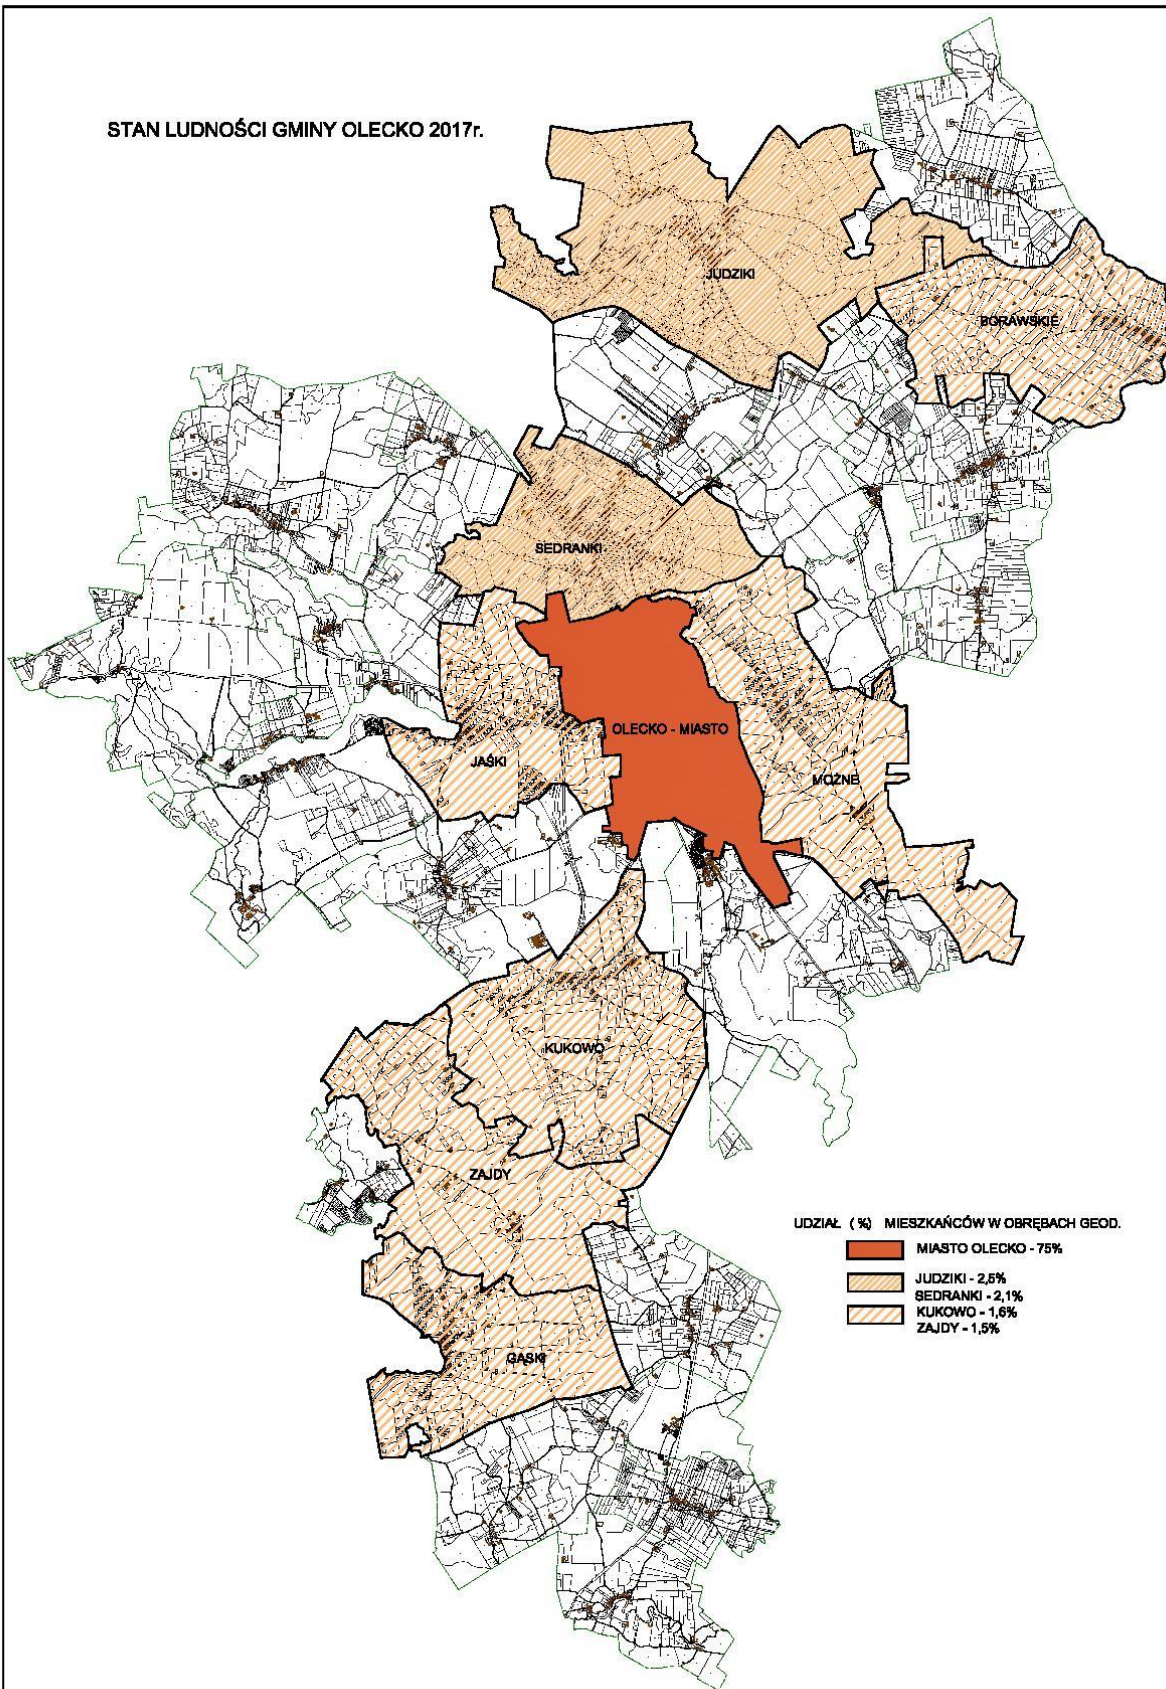 STAN LUDNOŚCI GMINY OLECKO 2017r.
JUDZIKI
BORAWSKIE
SEDRANKI
OLECKO - MIASTO
JAŚKI
MOŻNE
KUKOWO
ZAJDY
UDZIAŁ ( %) MIESZKAŃCÓW W OBRĘBACH GEOD.
MIASTO OLECKO - 75%
JUDZIKI - 2,5%
SEDRANKI - 2,1%
KUKOWO - 1,6%
ZAJDY - 1,5%
GĄSKI